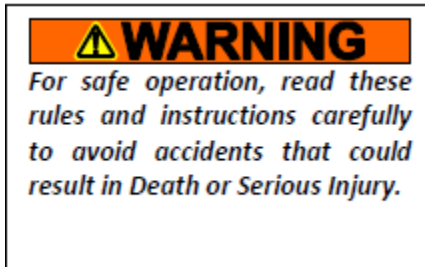 WARNING
For safe operation, read these
rules and instructions carefully
to avoid accidents that could
result in Death or Serious Injury.